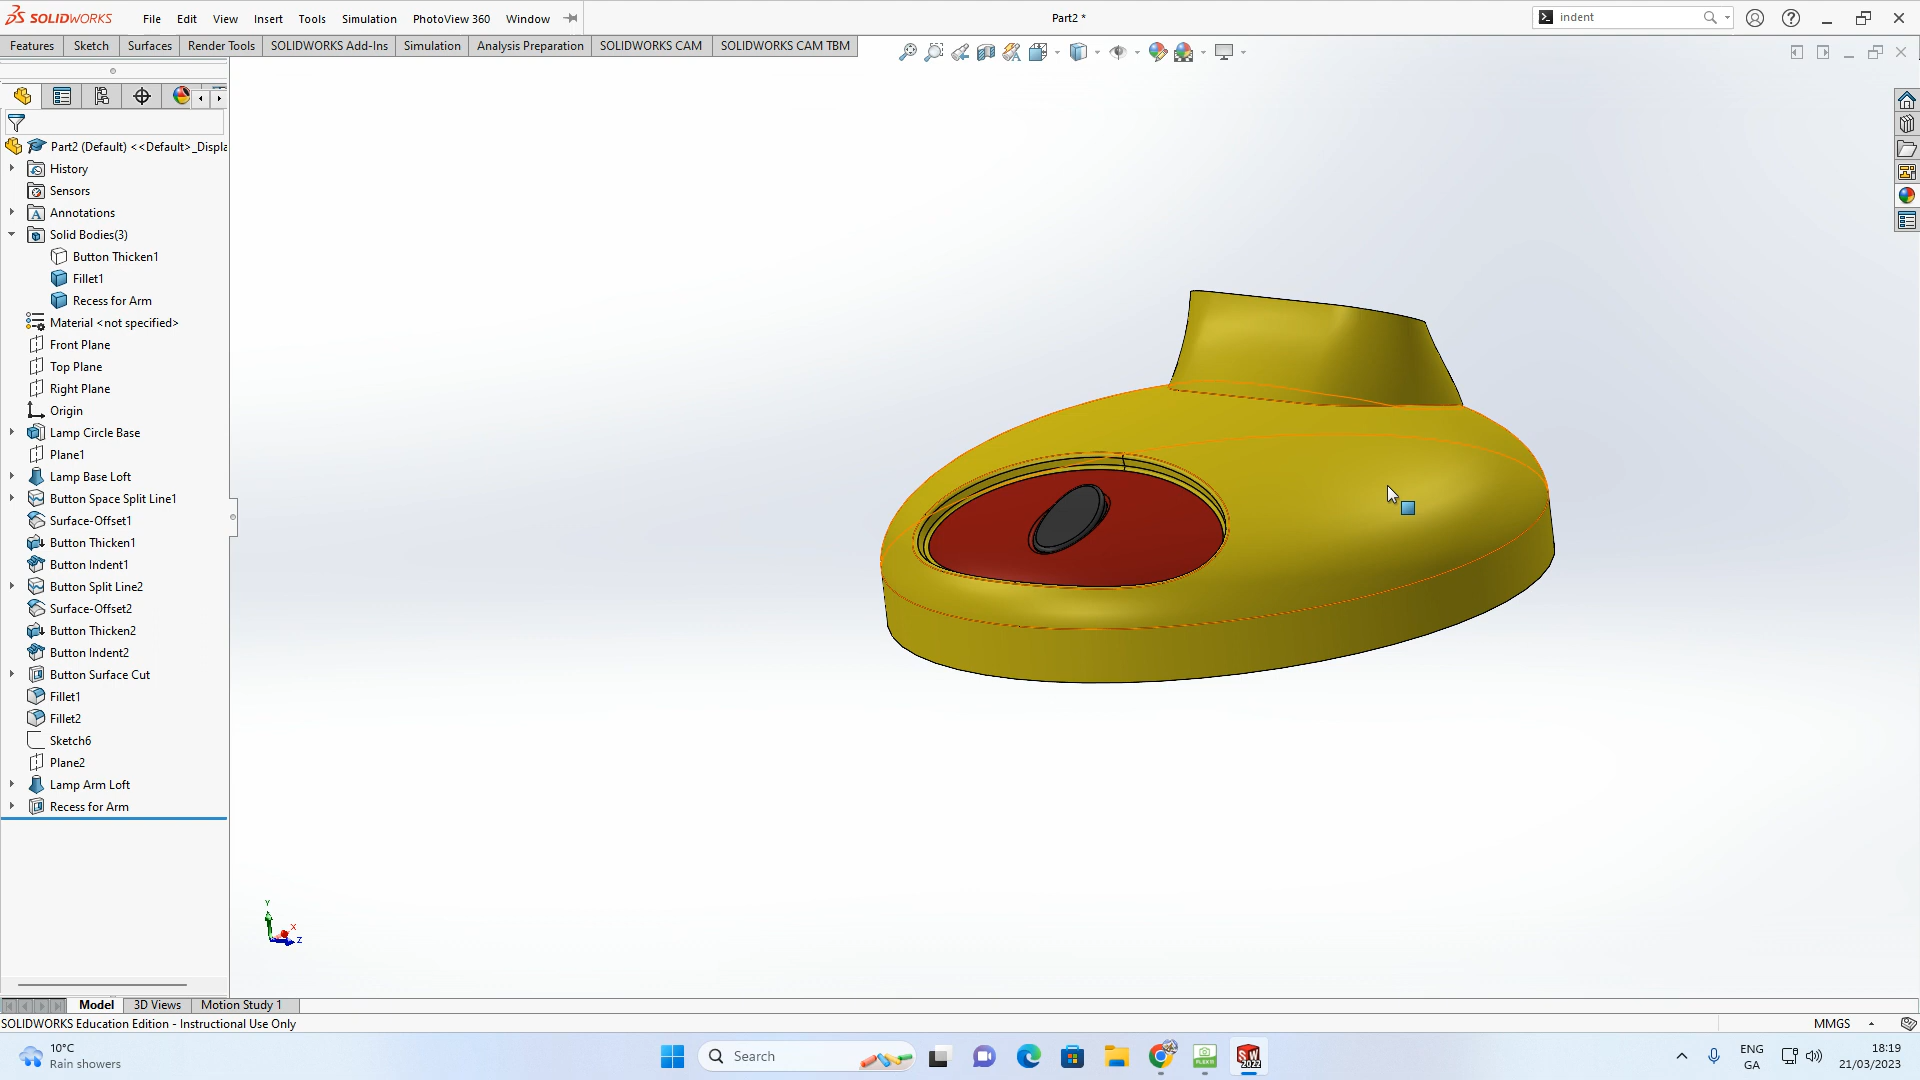 SOLIDWORKS File Edit View Insert Tools Simulation PhotoView 360 Window Part2 * indent
Features Sketch Surfaces Render Tools SOLIDWORKS Add-Ins Simulation Analysis Preparation SOLIDWORKS CAM SOLIDWORKS CAM TBM
Part2 (Default) <<Default>_Displa
History
Sensors
A Annotations
Solid Bodies(3)
Button Thicken1
Fillet1
Recess for Arm
Material <not specified>
Front Plane
Top Plane
Right Plane
Origin
Lamp Circle Base
Plane1
Lamp Base Loft
Button Space Split Line1
Surface-Offset1
Button Thicken1
Button Indent1
Button Split Line2
Surface-Offset2
Button Thicken2
Button Indent2
Button Surface Cut
Fillet1
Fillet2
Sketch6
Plane2
Lamp Arm Loft
Recess for Arm
Y
X
Z
Model 3D Views Motion Study 1
SOLIDWORKS Education Edition - Instructional Use Only MMGS
10°C
Rain showers
Search
SW
2022
ENG
GA
18:19
21/03/2023